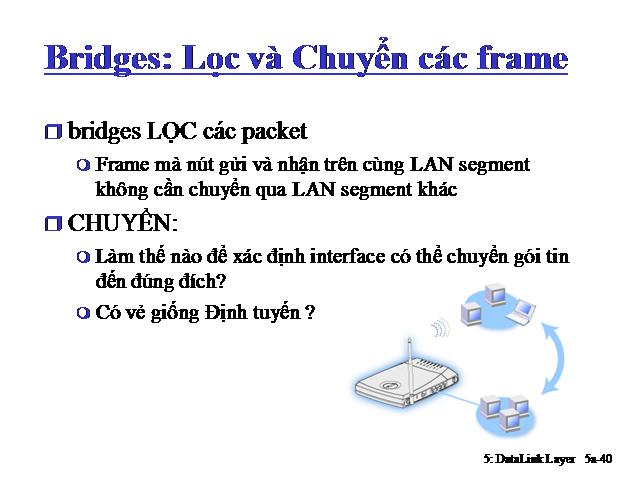 Bridges: Lọc và Chuyển các frame
bridges LỌC các packet
Frame mà nút gửi và nhận trên cùng LAN segment
không cần chuyển qua LAN segment khác
CHUYỂN:
Làm thế nào để xác định interface có thể chuyển gói tin
đến đúng đích?
Có vẻ giống Định tuyến ?
5: DataLink Layer 5a-40